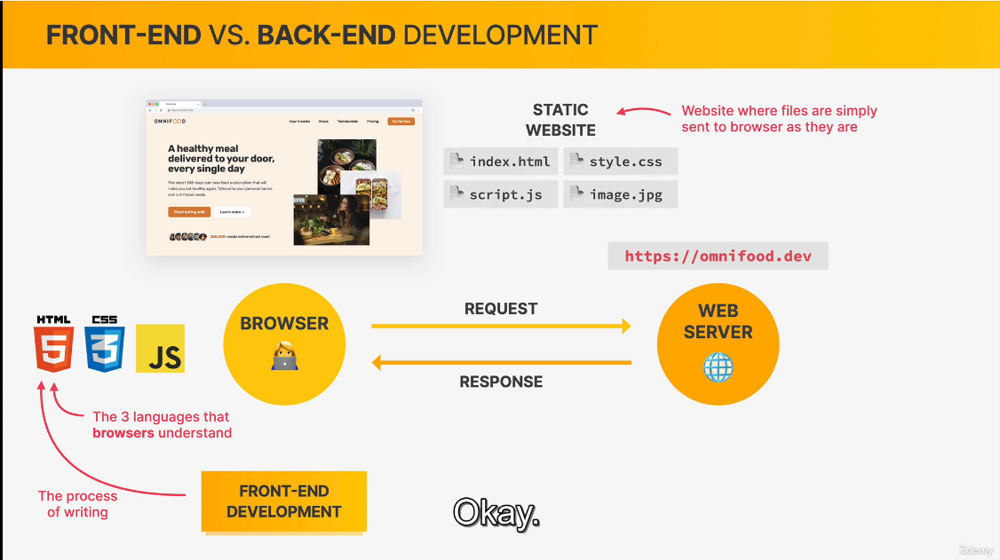 FRONT-END VS. BACK-END DEVELOPMENT
OMNIFOOD
How it works Meals Testimonials Pricing Try for free
A healthy meal
delivered to your door,
every single day
The smart 365-days-per-year food subscription that
will make you eat healthy again. Tailored to your personal tastes
and nutritional needs.
Start eating well Learn more ↓
250,000+ meals delivered last year!
STATIC
WEBSITE
Website where files are simply
sent to browser as they are
index.html style.css
script.js image.jpg
https://omnifood.dev
HTML CSS
5 3 JS
BROWSER
REQUEST
WEB
SERVER
RESPONSE
The 3 languages that
browsers understand
The process
of writing
FRONT-END
DEVELOPMENT
Okay.
Udemy